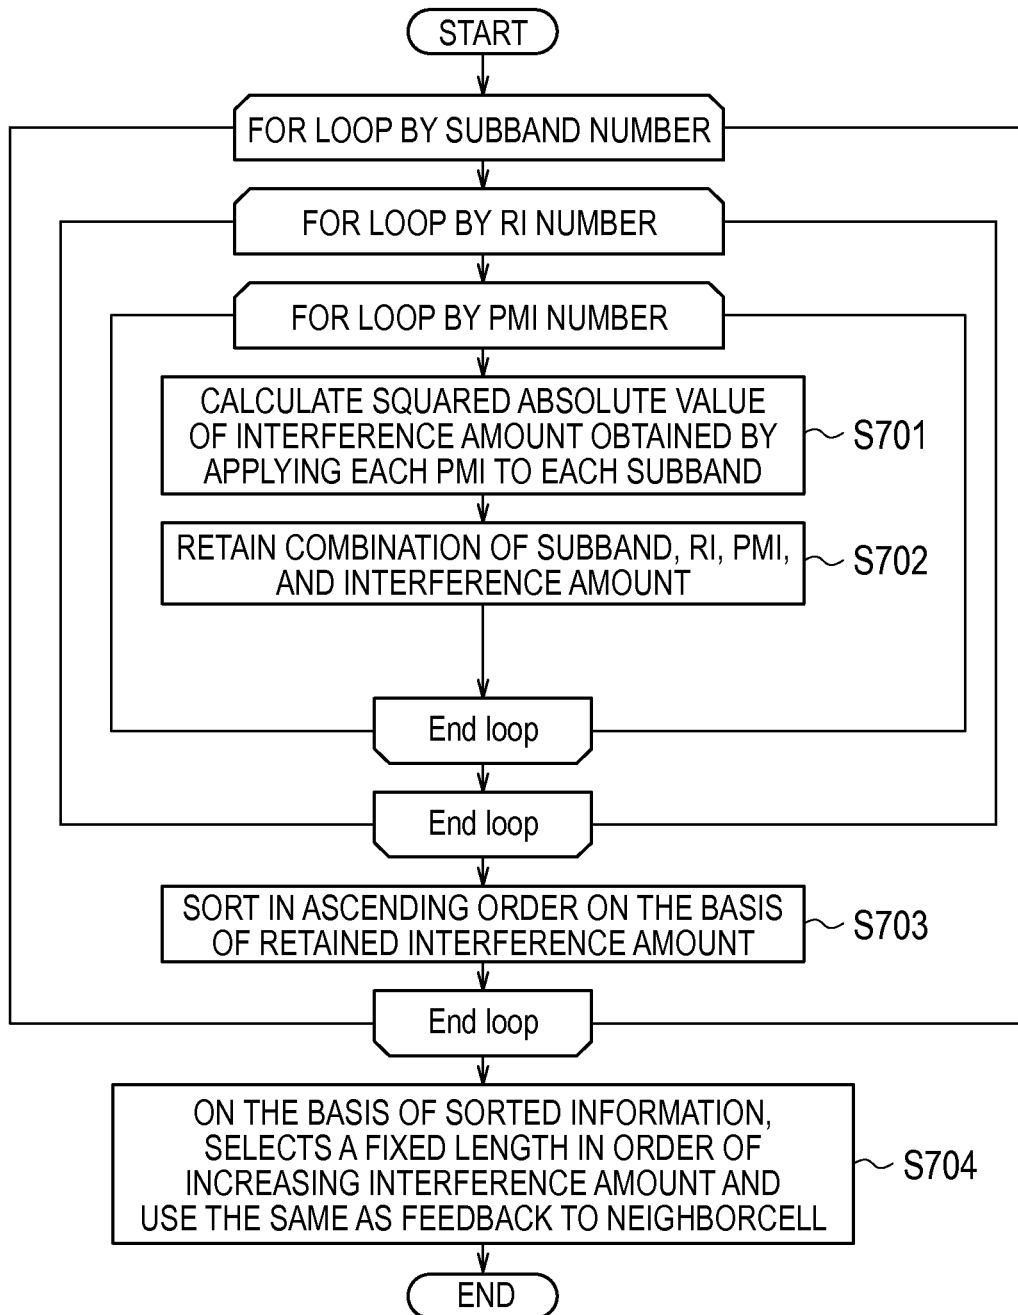 START
FOR LOOP BY SUBBAND NUMBER
FOR LOOP BY RI NUMBER
FOR LOOP BY PMI NUMBER
CALCULATE SQUARED ABSOLUTE VALUE
OF INTERFERENCE AMOUNT OBTAINED BY
APPLYING EACH PMI TO EACH SUBBAND
S701
RETAIN COMBINATION OF SUBBAND, RI, PMI,
AND INTERFERENCE AMOUNT
S702
End loop
End loop
SORT IN ASCENDING ORDER ON THE BASIS
OF RETAINED INTERFERENCE AMOUNT
S703
End loop
ON THE BASIS OF SORTED INFORMATION,
SELECTS A FIXED LENGTH IN ORDER OF
INCREASING INTERFERENCE AMOUNT AND
USE THE SAME AS FEEDBACK TO NEIGHBORCELL
S704
END